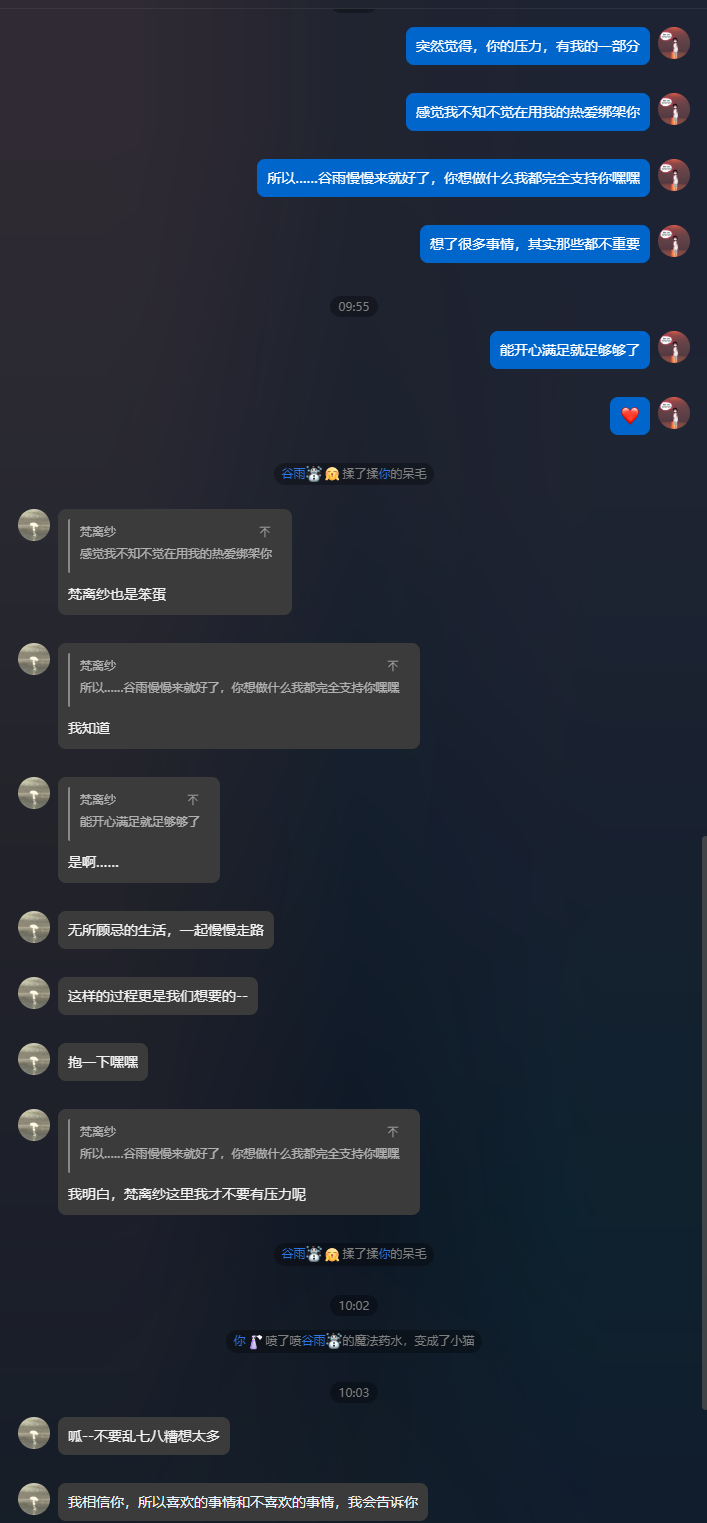 突然觉得，你的压力，有我的一部分
感觉我不知不觉在用我的热爱绑架你
所以......谷雨慢慢来就好了，你想做什么我都完全支持你嘿嘿
想了很多事情，其实那些都不重要
09:55
能开心满足就足够够了
谷雨 揉了揉你的呆毛
梵离纱
感觉我不知不觉在用我的热爱绑架你
梵离纱也是笨蛋
梵离纱
所以......谷雨慢慢来就好了，你想做什么我都完全支持你嘿嘿
我知道
梵离纱
能开心满足就足够够了
是啊......
无所顾忌的生活，一起慢慢走路
这样的过程更是我们想要的--
抱一下嘿嘿
梵离纱
所以......谷雨慢慢来就好了，你想做什么我都完全支持你嘿嘿
我明白，梵离纱这里我才不要有压力呢
谷雨 揉了揉你的呆毛
10:02
你 喷了喷谷雨 的魔法药水，变成了小猫
10:03
呱--不要乱七八糟想太多
我相信你，所以喜欢的事情和不喜欢的事情，我会告诉你